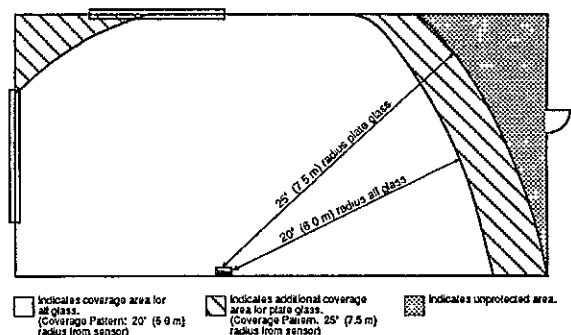 25' (7.5 m) radius plate glass
20' (6.0 m) radius all glass
Indicates coverage area for
all glass.
(Coverage Pattern: 20' (6.0 m)
radius from sensor)
Indicates additional coverage
area for plate glass.
(Coverage Pattern: 25' (7.5 m)
radius from sensor)
Indicates unprotected area.